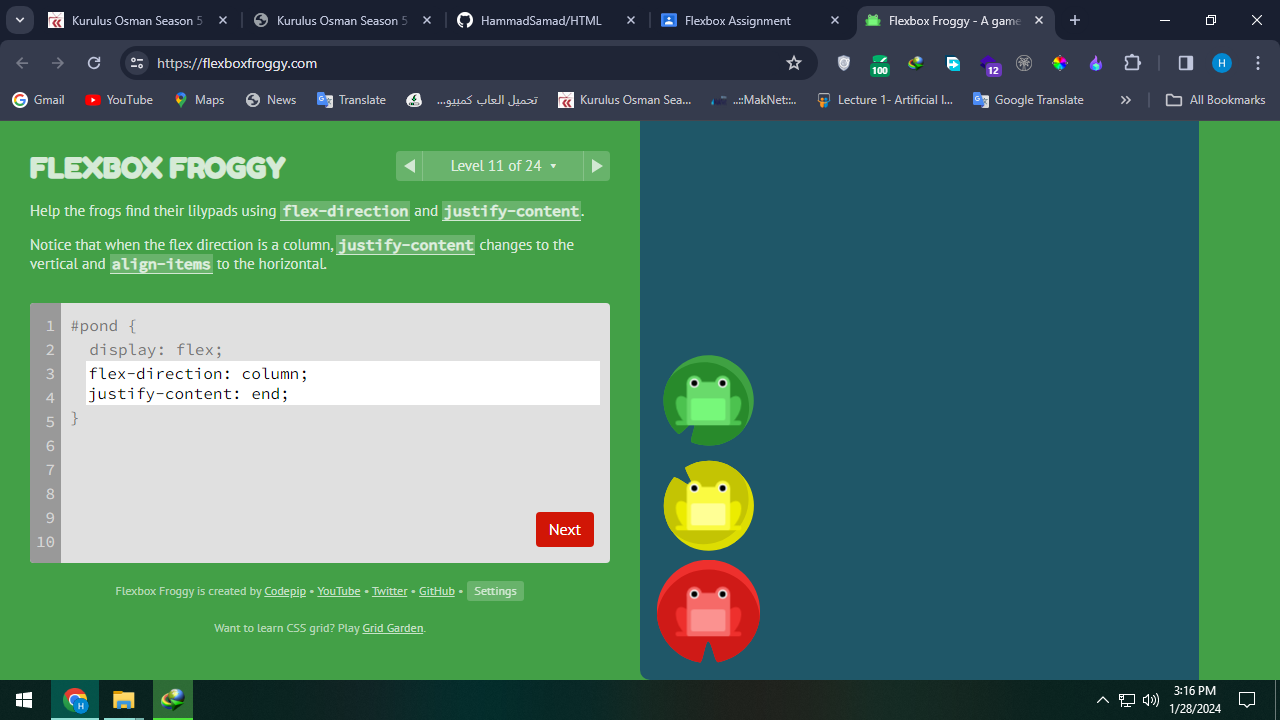 Kurulus Osman Season 5
Kurulus Osman Season 5
HammadSamad/HTML
Flexbox Assignment
Flexbox Froggy - A game
https://flexboxfroggy.com
100
12
H
Gmail
YouTube
Maps
News
Translate
تحميل العاب كمبيو...
Kurulus Osman Sea...
..::MakNet::..
Lecture 1- Artificial I...
Google Translate
All Bookmarks
FLEXBOX FROGGY
Level 11 of 24
Help the frogs find their lilypads using flex-direction and justify-content.
Notice that when the flex direction is a column, justify-content changes to the
vertical and align-items to the horizontal.
1 #pond {
2 display: flex;
3 flex-direction: column;
4 justify-content: end;
5 }
6
7
8
9
10
Next
Flexbox Froggy is created by Codepip • YouTube • Twitter • GitHub • Settings
Want to learn CSS grid? Play Grid Garden.
H
3:16 PM
1/28/2024